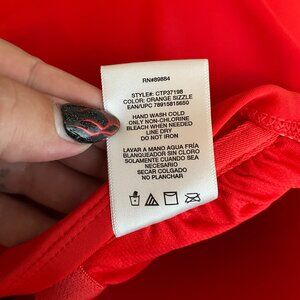 RN#89884
STYLE#: CTP37198
COLOR: ORANGE SIZZLE
EAN/UPC 78915815650
HAND WASH COLD
ONLY NON-CHLORINE
BLEACH WHEN NEEDED
LINE DRY
DO NOT IRON
LAVAR A MANO AGUA FRÍA
BLANQUEADOR SIN CLORO
SOLAMENTE CUANDO SEA
NECESARIO
SECAR COLGADO
NO PLANCHAR